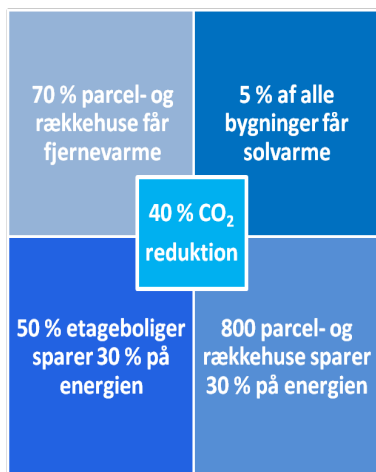 70 % parcel- og
rækkehuse får
fjernevarme
5 % af alle
bygninger får
solvarme
40 % CO₂
reduktion
50 % etageboliger
sparer 30 % på
energien
800 parcel- og
rækkehuse sparer
30 % på energien